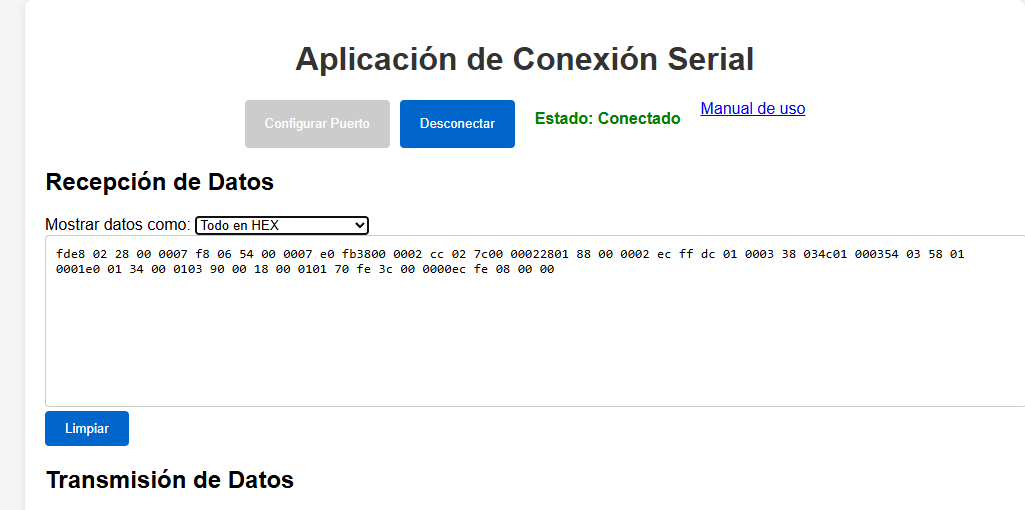 Aplicación de Conexión Serial
Configurar Puerto Desconectar Estado: Conectado Manual de uso
Recepción de Datos
Mostrar datos como: Todo en HEX
fde8 02 28 00 0007 f8 06 54 00 0007 e0 fb3800 0002 cc 02 7c00 00022801 88 00 0002 ec ff dc 01 0003 38 034c01 000354 03 58 01
0001e0 01 34 00 0103 90 00 18 00 0101 70 fe 3c 00 0000ec fe 08 00 00
Limpiar
Transmisión de Datos